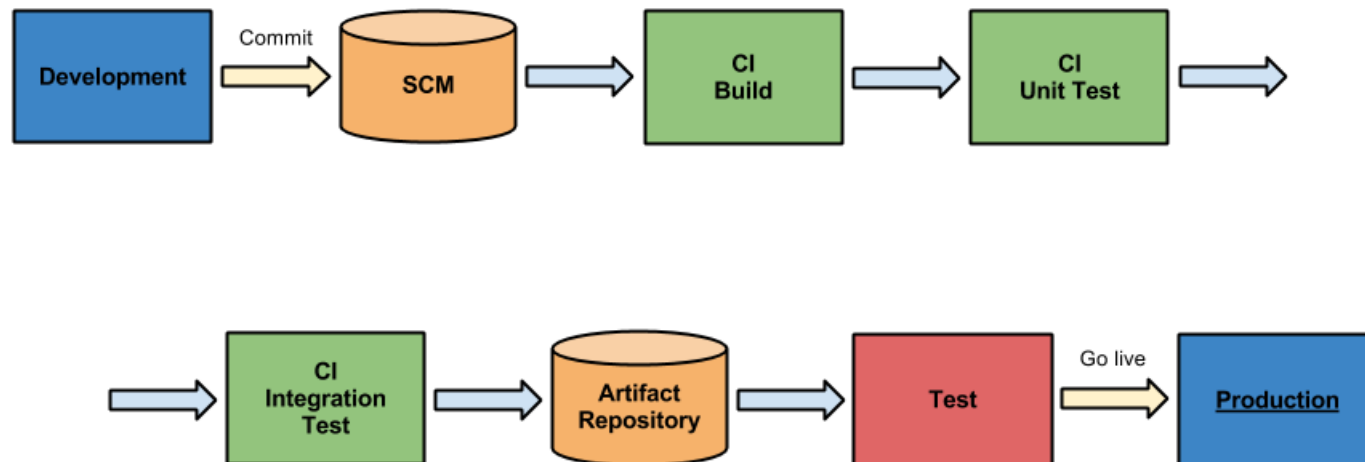 Commit
Development
SCM
CI
Build
CI
Unit Test
CI
Integration
Test
Artifact
Repository
Test
Go live
Production